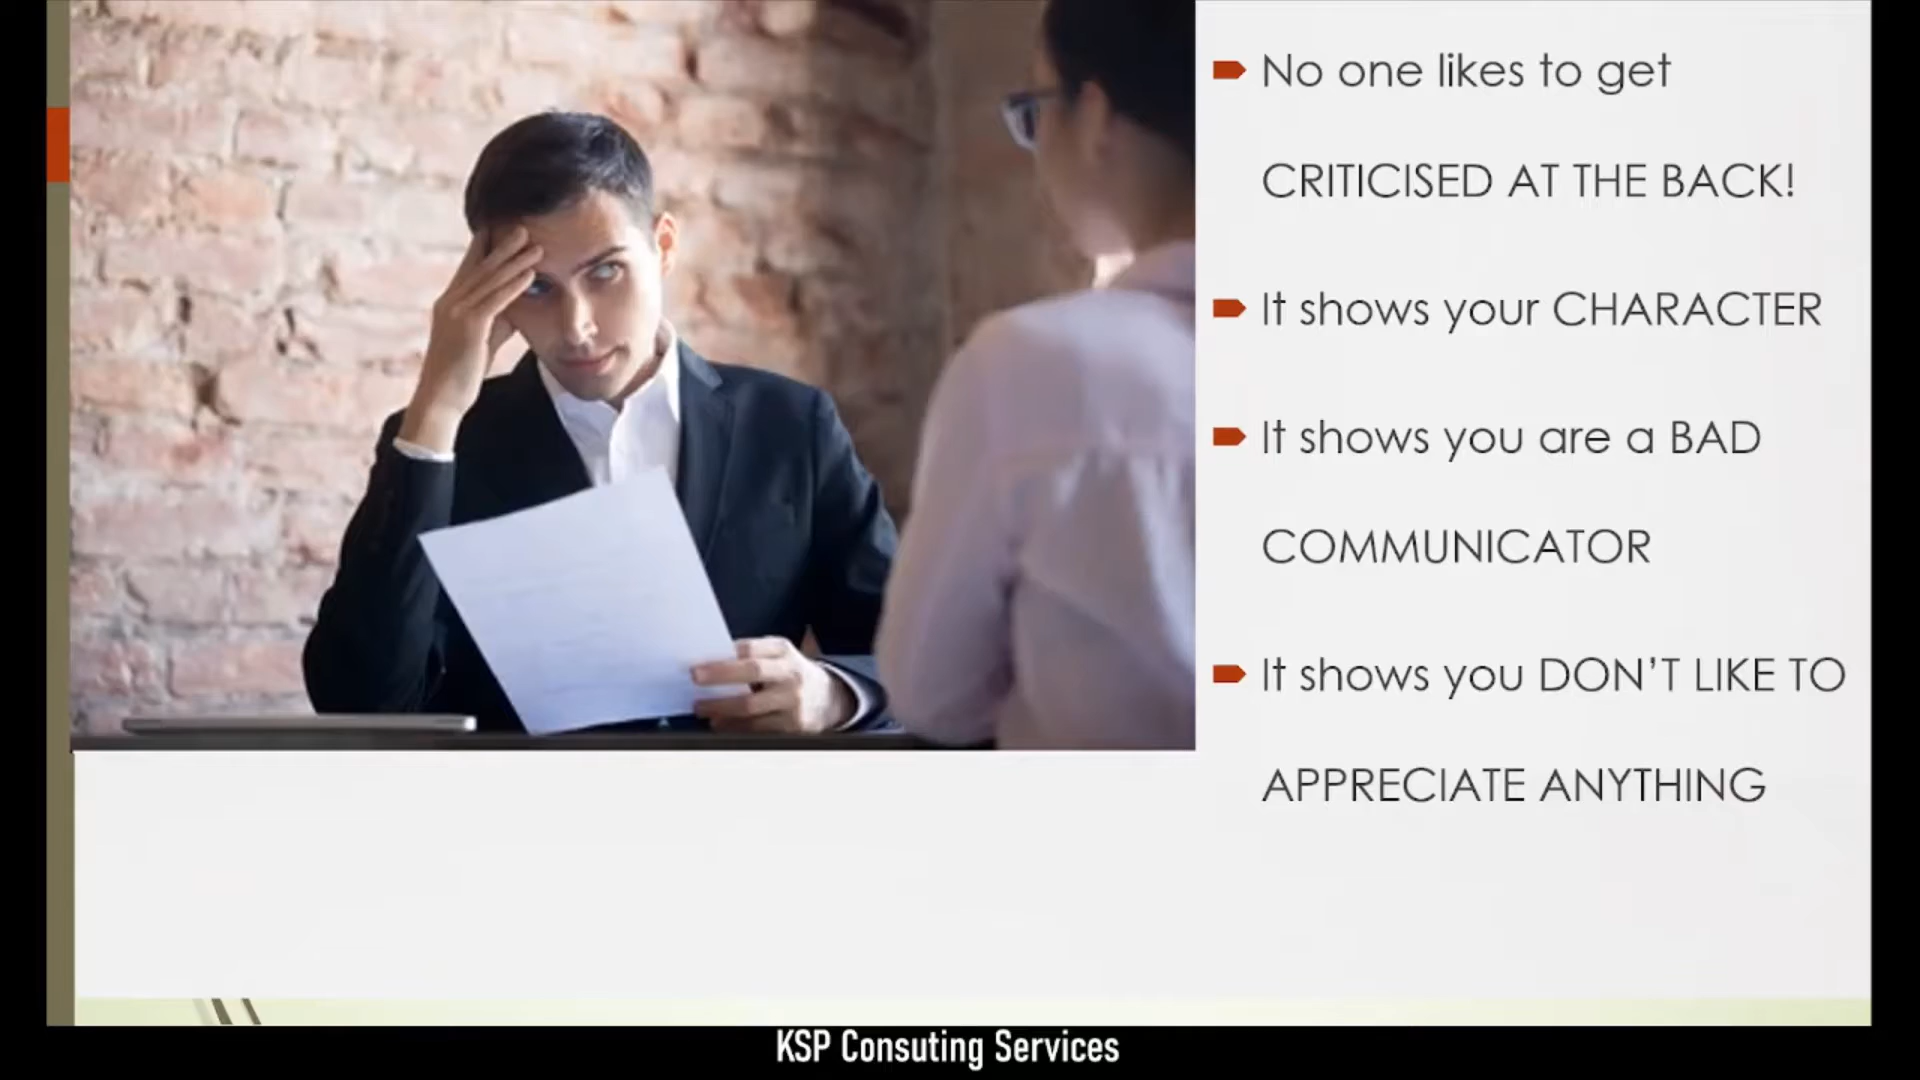 No one likes to get
CRITICISED AT THE BACK!
It shows your CHARACTER
It shows you are a BAD
COMMUNICATOR
It shows you DON’T LIKE TO
APPRECIATE ANYTHING
KSP Consuting Services